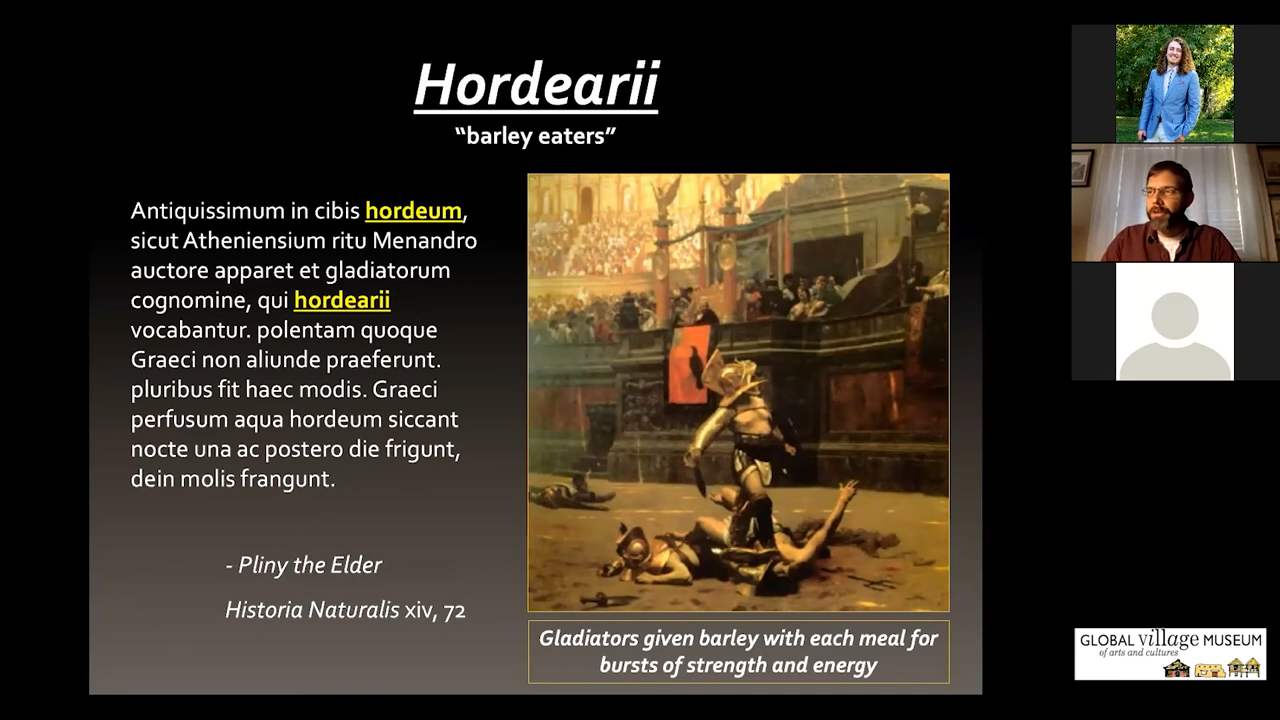 Hordearii
“barley eaters”
Antiquissimum in cibis hordeum,
sicut Atheniensium ritu Menandro
auctore apparet et gladiatorum
cognomine, qui hordearii
vocabantur. polentam quoque
Graeci non aliunde praeferunt.
pluribus fit haec modis. Graeci
perfusum aqua hordeum siccant
nocte una ac postero die frigunt,
dein molis frangunt.
- Pliny the Elder
Historia Naturalis xiv, 72
Gladiators given barley with each meal for
bursts of strength and energy
GLOBAL village MUSEUM
of arts and cultures